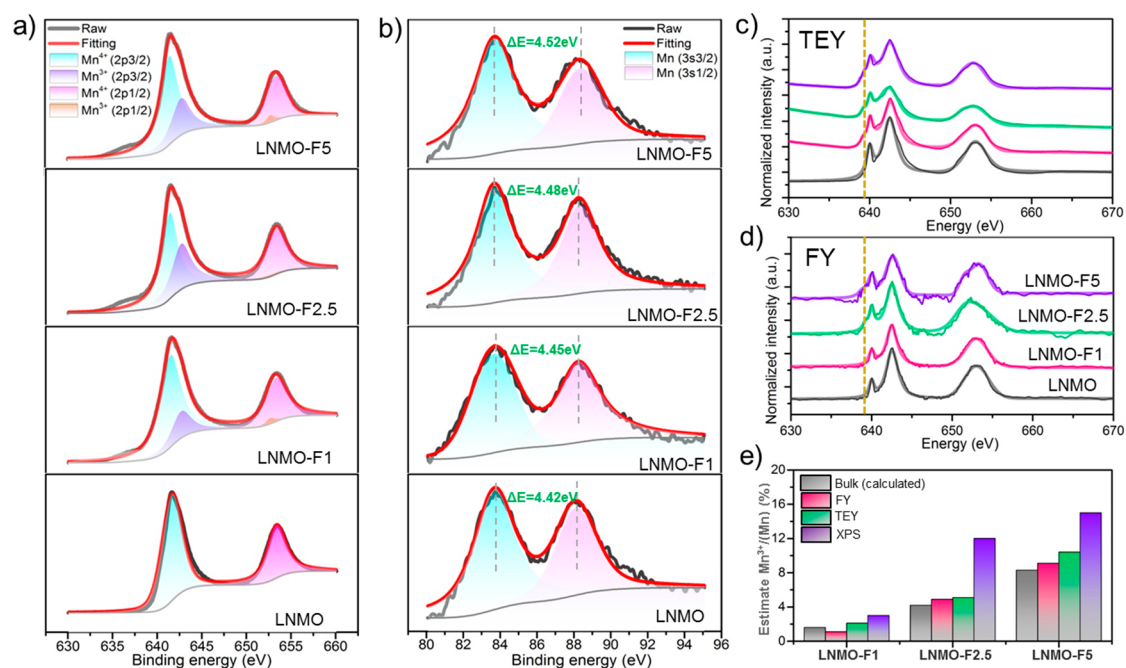 a)
Raw
Fitting
Mn⁴⁺ (2p3/2)
Mn³⁺ (2p3/2)
Mn⁴⁺ (2p1/2)
Mn³⁺ (2p1/2)
LNMO-F5
LNMO-F2.5
LNMO-F1
LNMO
630 635 640 645 650 655 660
Binding energy (eV)
b)
ΔE=4.52eV
Raw
Fitting
Mn (3s3/2)
Mn (3s1/2)
LNMO-F5
ΔE=4.48eV
LNMO-F2.5
ΔE=4.45eV
LNMO-F1
ΔE=4.42eV
LNMO
80 82 84 86 88 90 92 94 96
Binding energy (eV)
c)
TEY
Normalized intensity (a.u.)
630 640 650 660 670
Energy (eV)
d)
FY
Normalized intensity (a.u.)
LNMO-F5
LNMO-F2.5
LNMO-F1
LNMO
630 640 650 660 670
Energy (eV)
e)
Estimate Mn³⁺/(Mn) (%)
20
16
12
8
4
0
Bulk (calculated)
FY
TEY
XPS
LNMO-F1 LNMO-F2.5 LNMO-F5